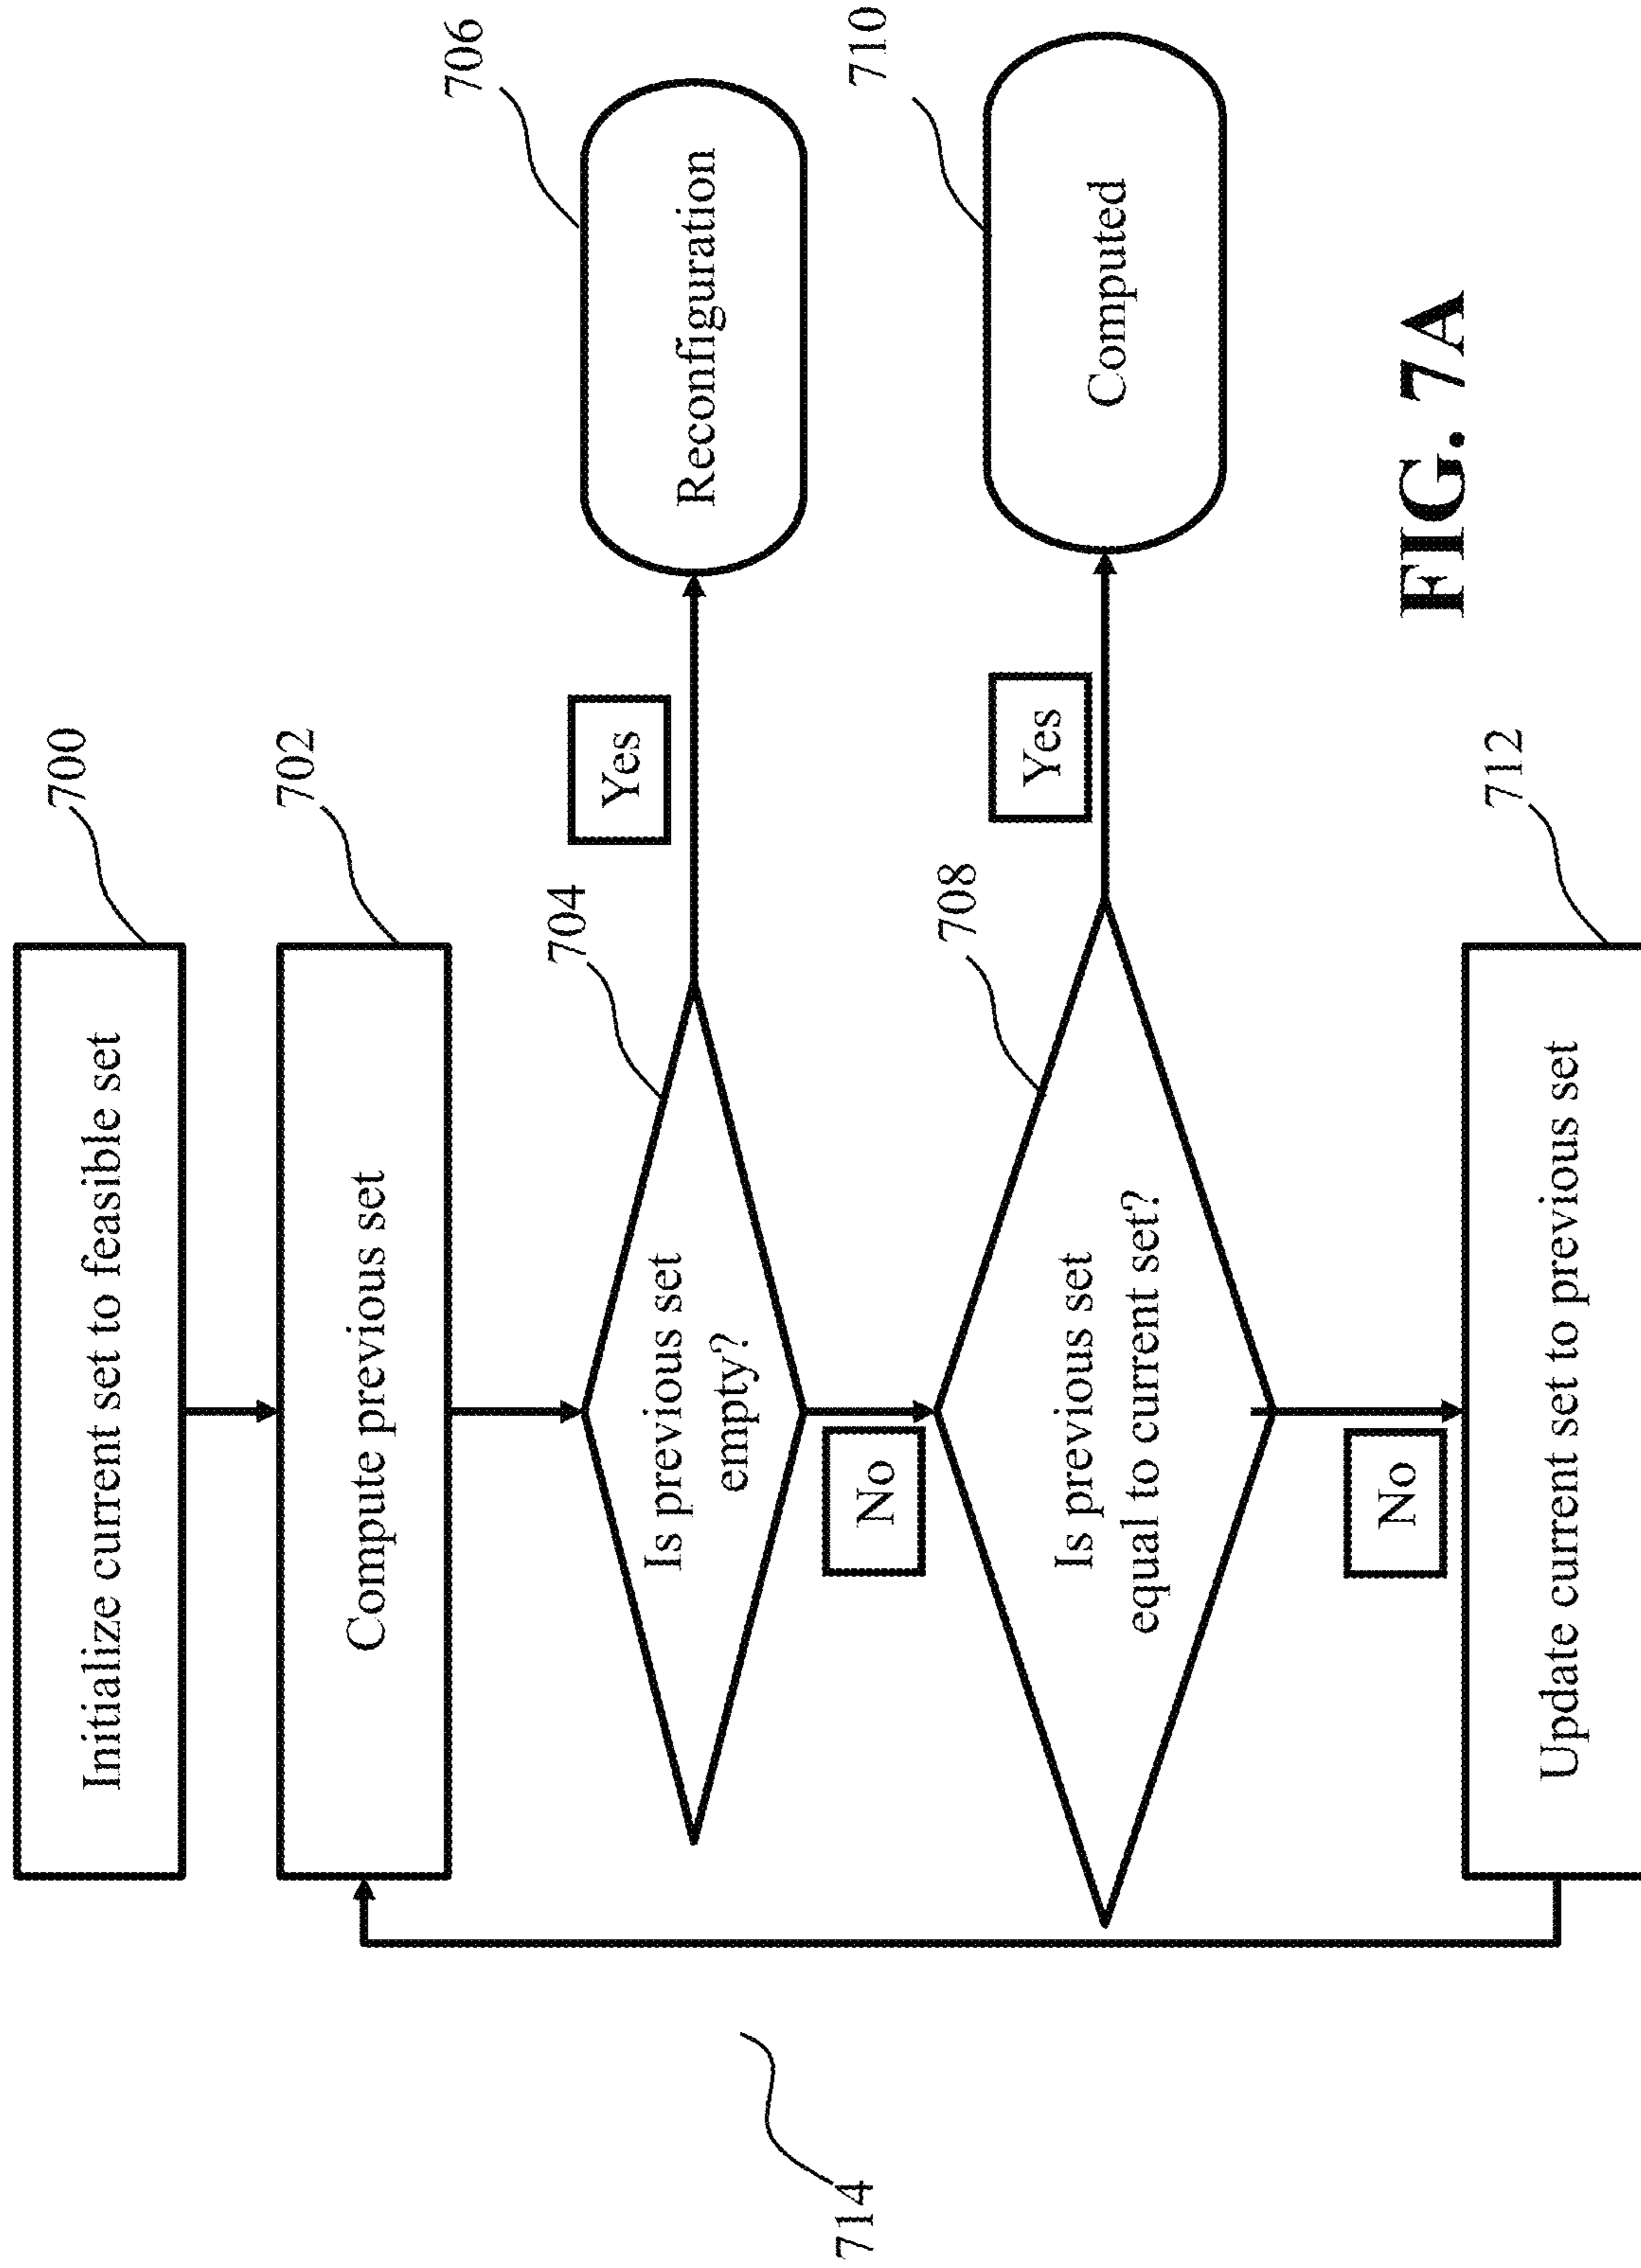 700
Initialize current set to feasible set
702
Compute previous set
704
Is previous set
empty?
Yes
706
Reconfiguration
No
708
Is previous set
equal to current set?
Yes
710
Computed
No
712
Update current set to previous set
714
FIG. 7A